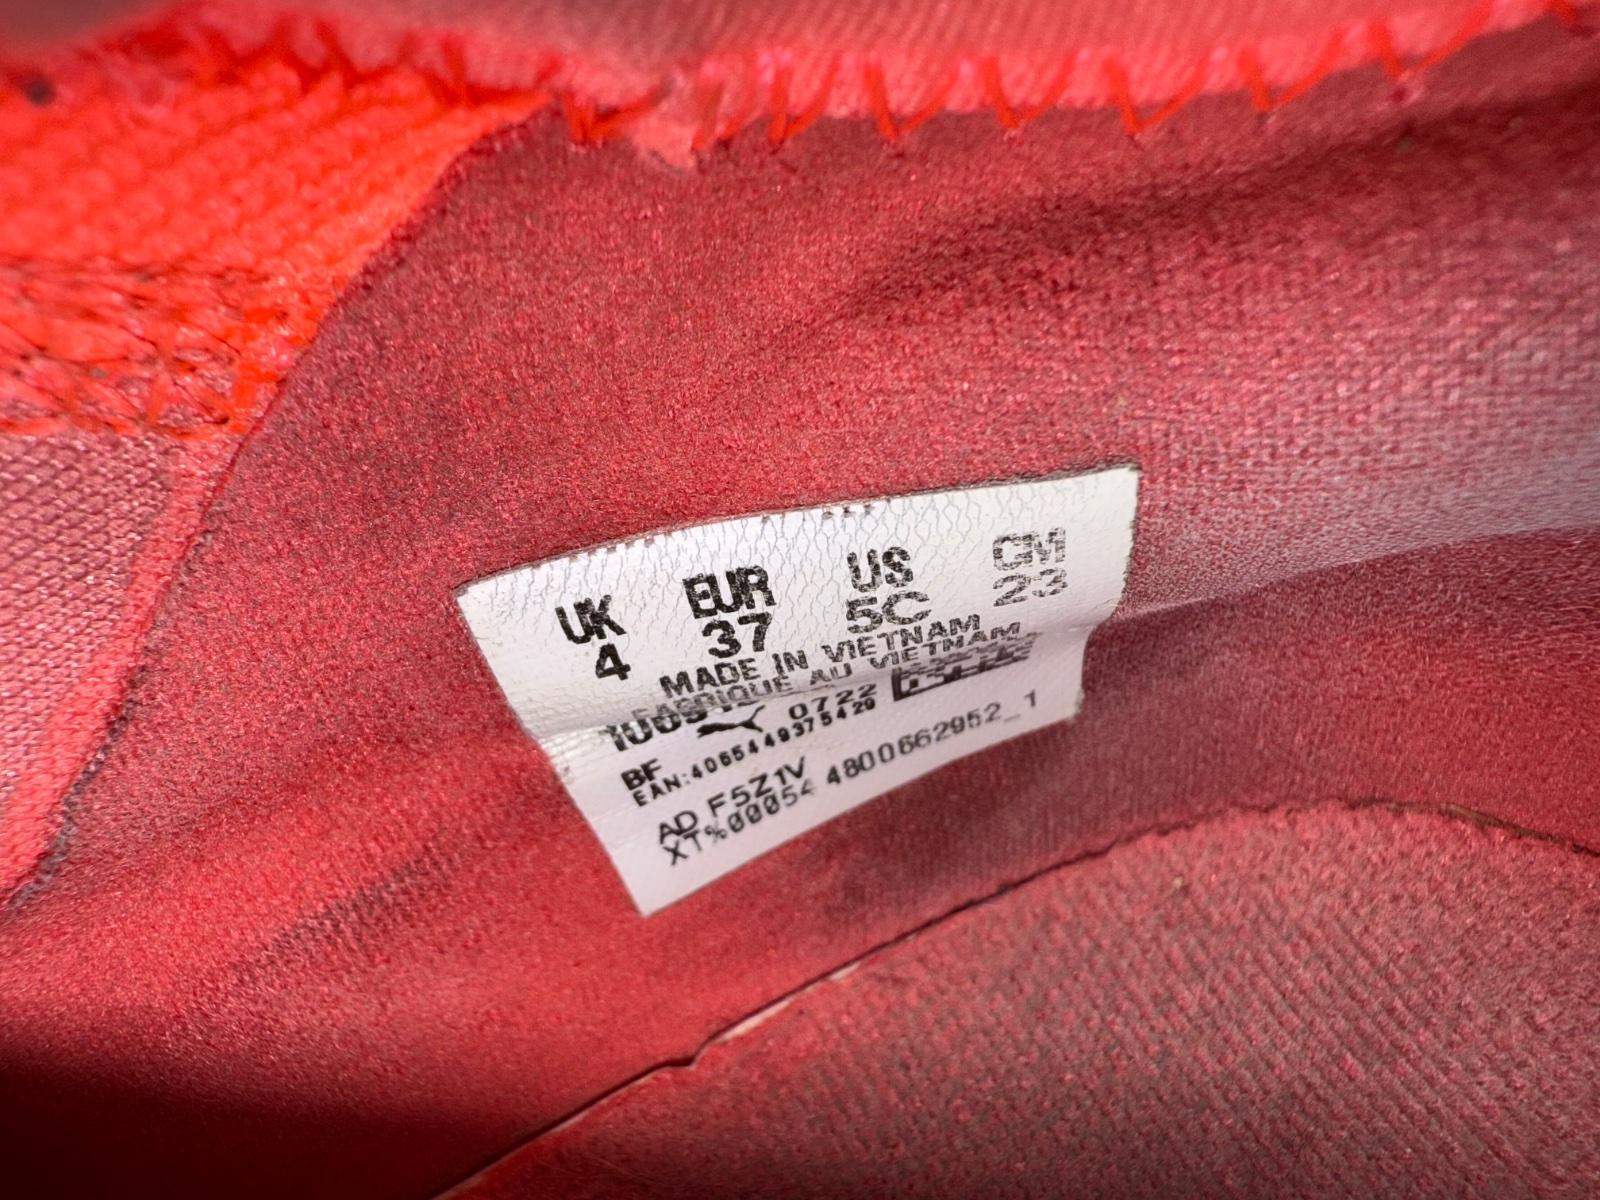 UK EUR US CM
4 37 5C 23
MADE IN VIETNAM
FABRIQUE AU VIETNAM
0722
BF
EAN:4065449375429
AD F5Z1V
XT%00054 4800662952_1